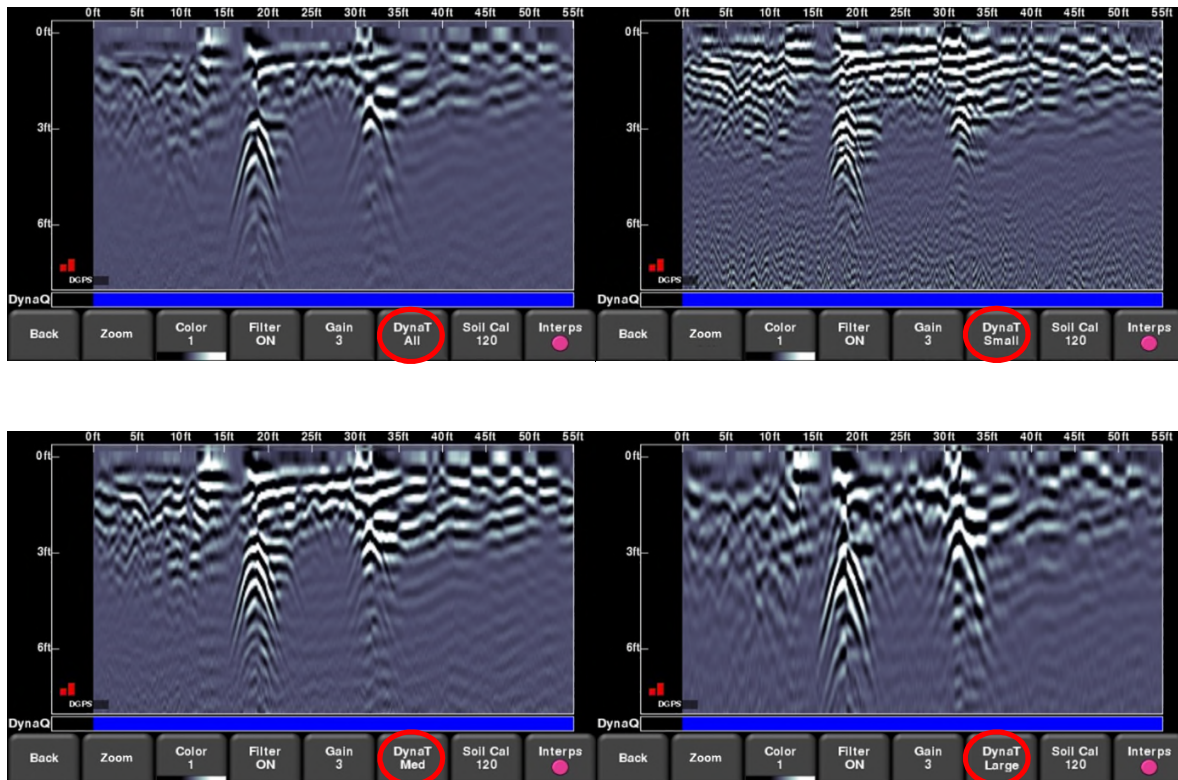 0ft 5ft 10ft 15ft 20ft 25ft 30ft 35ft 40ft 45ft 50ft 55ft
0ft
3ft
6ft
DGPS
DynaQ
Back Zoom Color 1 Filter ON Gain 3 DynaT All Soil Cal 120 Interps
0ft 5ft 10ft 15ft 20ft 25ft 30ft 35ft 40ft 45ft 50ft 55ft
0ft
3ft
6ft
DGPS
Back Zoom Color 1 Filter ON Gain 3 DynaT Small Soil Cal 120 Interps
0ft 5ft 10ft 15ft 20ft 25ft 30ft 35ft 40ft 45ft 50ft 55ft
0ft
3ft
6ft
DGPS
DynaQ
Back Zoom Color 1 Filter ON Gain 3 DynaT Med Soil Cal 120 Interps
0ft 5ft 10ft 15ft 20ft 25ft 30ft 35ft 40ft 45ft 50ft 55ft
0ft
3ft
6ft
DGPS
Back Zoom Color 1 Filter ON Gain 3 DynaT Large Soil Cal 120 Interps